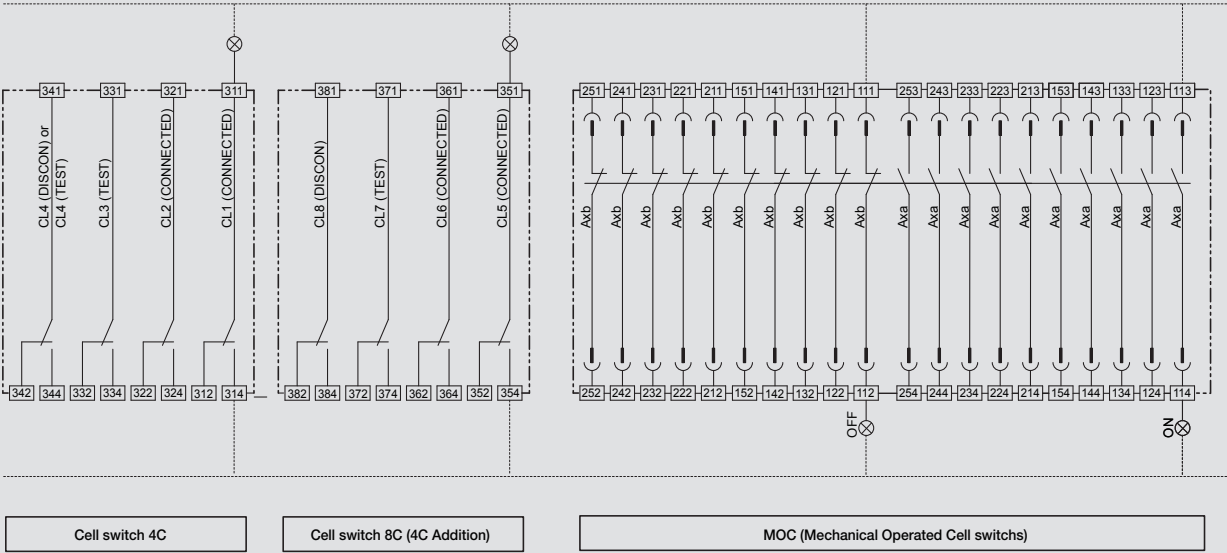 341 331 321 311 381 371 361 351 251 241 231 221 211 151 141 131 121 111 253 243 233 223 213 153 143 133 123 113
CL4 (DISCON) or
CL4 (TEST)
CL3 (TEST)
CL2 (CONNECTED)
CL1 (CONNECTED)
CL8 (DISCON)
CL7 (TEST)
CL6 (CONNECTED)
CL5 (CONNECTED)
Axb Axb Axb Axb Axb Axb Axb Axb Axb Axb Axa Axa Axa Axa Axa Axa Axa Axa Axa Axa
342 344 332 334 322 324 312 314 382 384 372 374 362 364 352 354 252 242 232 222 212 152 142 132 122 112 254 244 234 224 214 154 144 134 124 114
OFF
ON
Cell switch 4C
Cell switch 8C (4C Addition)
MOC (Mechanical Operated Cell switchs)